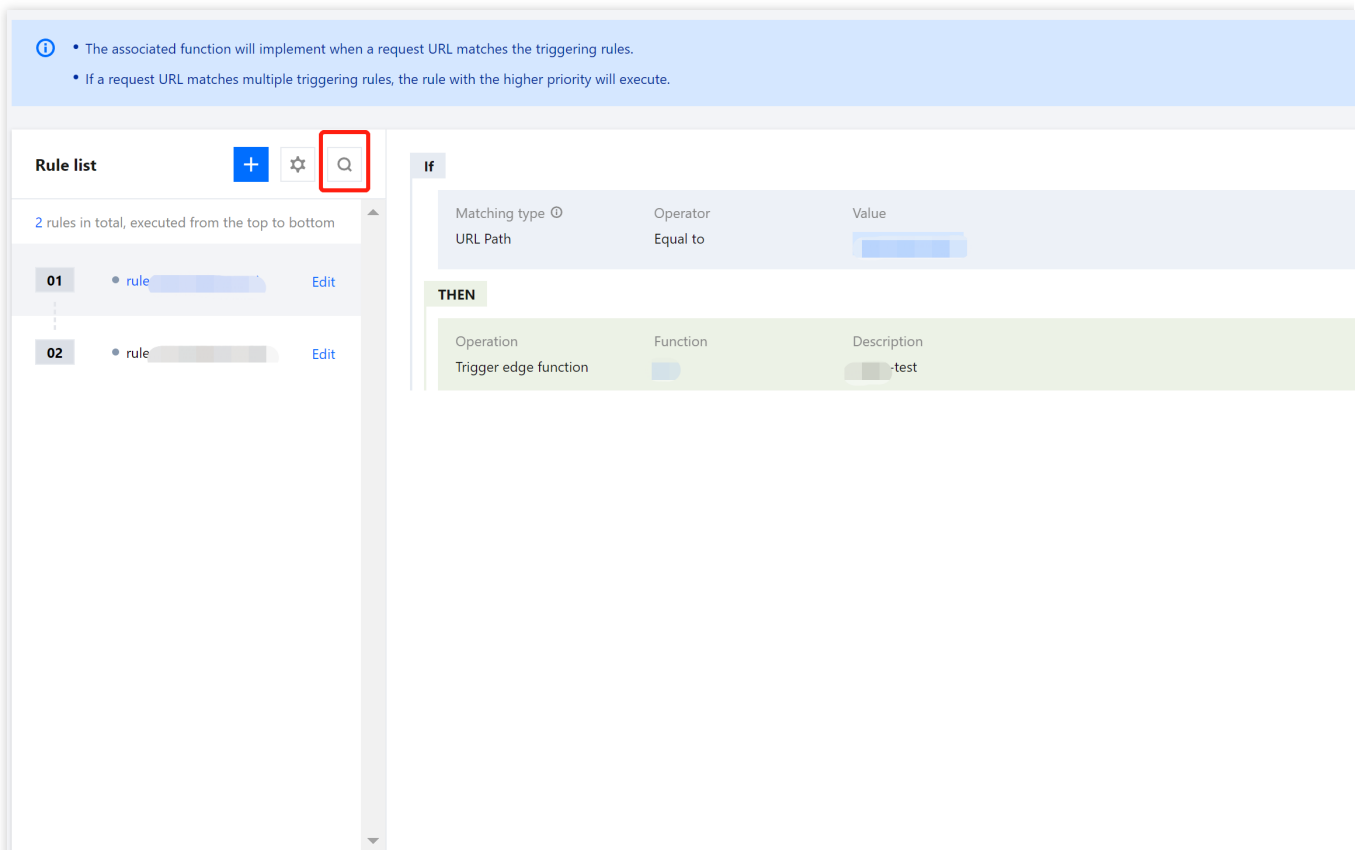 The associated function will implement when a request URL matches the triggering rules.
If a request URL matches multiple triggering rules, the rule with the higher priority will execute.
Rule list
2 rules in total, executed from the top to bottom
01 rule Edit
02 rule Edit
If
Matching type Operator Value
URL Path Equal to
THEN
Operation Function Description
Trigger edge function -test